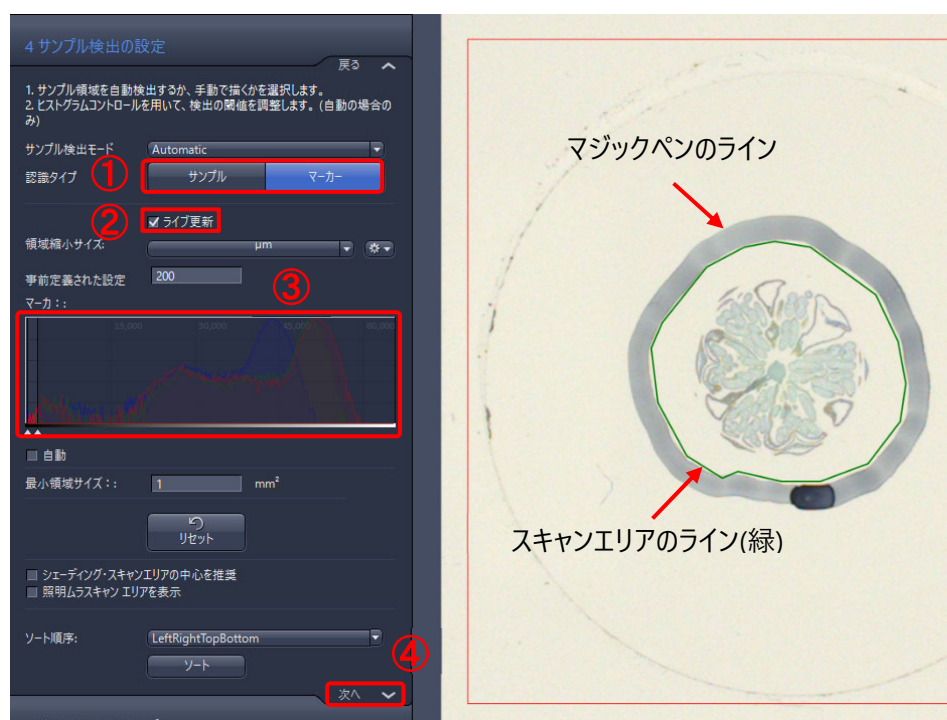 4 サンプル検出の設定
戻る
1. サンプル領域を自動検出するか、手動で描くかを選択します。
2. ヒストグラムコントロールを用いて、検出の閾値を調整します。(自動の場合の
み)
サンプル検出モード Automatic
認識タイプ ① サンプル マーカー
② ライブ更新
領域縮小サイズ: µm
事前定義された設定 200
③
マーカ::
15,000 30,000 45,000 60,000
自動
最小領域サイズ:: 1 mm²
リセット
シェーディング・スキャンエリアの中心を推奨
照明ムラスキャン エリアを表示
ソート順序: LeftRightTopBottom
ソート
④
次へ
マジックペンのライン
スキャンエリアのライン(緑)